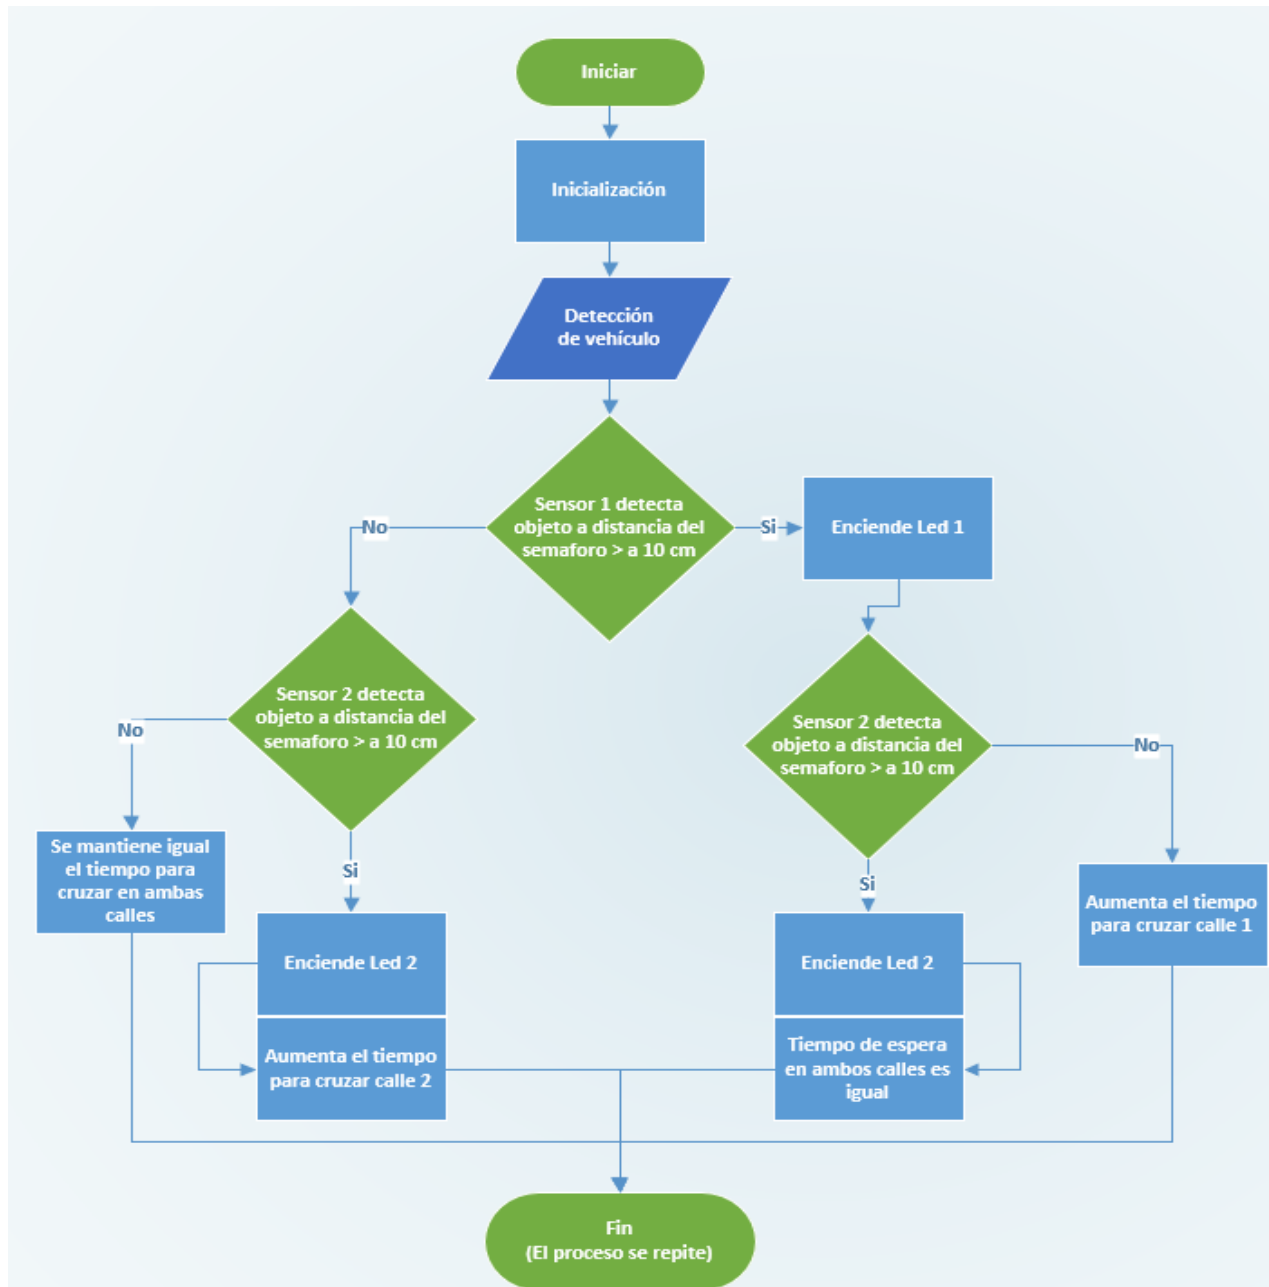 Iniciar
Inicialización
Detección
de vehículo
Sensor 1 detecta
objeto a distancia del
semaforo > a 10 cm
No
Si
Enciende Led 1
Sensor 2 detecta
objeto a distancia del
semaforo > a 10 cm
No
Si
Sensor 2 detecta
objeto a distancia del
semaforo > a 10 cm
No
Si
Se mantiene igual
el tiempo para
cruzar en ambas
calles
Enciende Led 2
Aumenta el tiempo
para cruzar calle 2
Enciende Led 2
Tiempo de espera
en ambos calles es
igual
Aumenta el tiempo
para cruzar calle 1
Fin
(El proceso se repite)